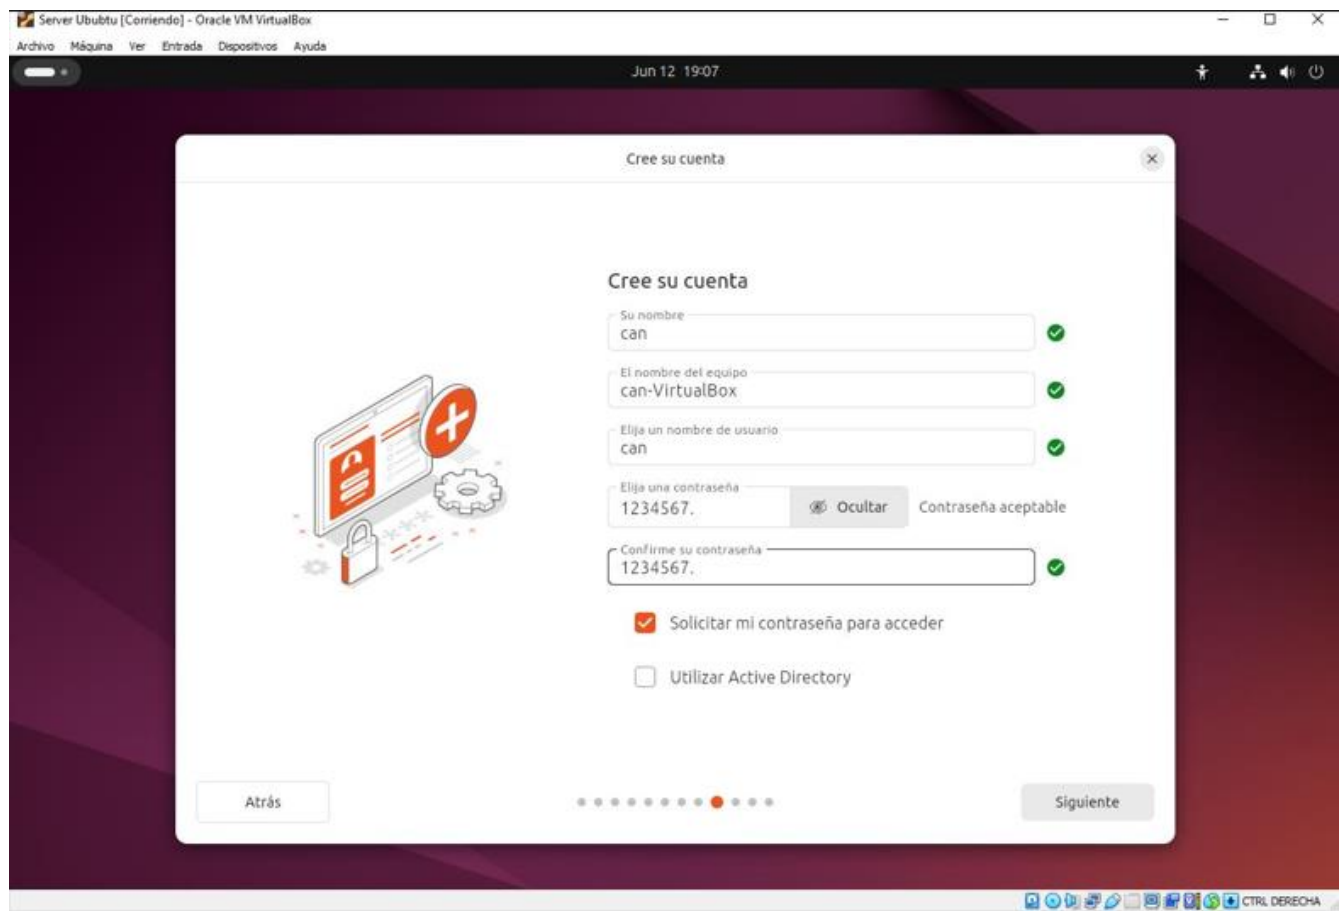 Server Ububtu [Corriendo] - Oracle VM VirtualBox
Archivo Máquina Ver Entrada Dispositivos Ayuda
Jun 12 19:07
Cree su cuenta
Cree su cuenta
Su nombre
can
El nombre del equipo
can-VirtualBox
Elija un nombre de usuario
can
Elija una contraseña
1234567. Ocultar Contraseña aceptable
Confirme su contraseña
1234567.
Solicitar mi contraseña para acceder
Utilizar Active Directory
Atrás Siguiente
CTRL DERECHA